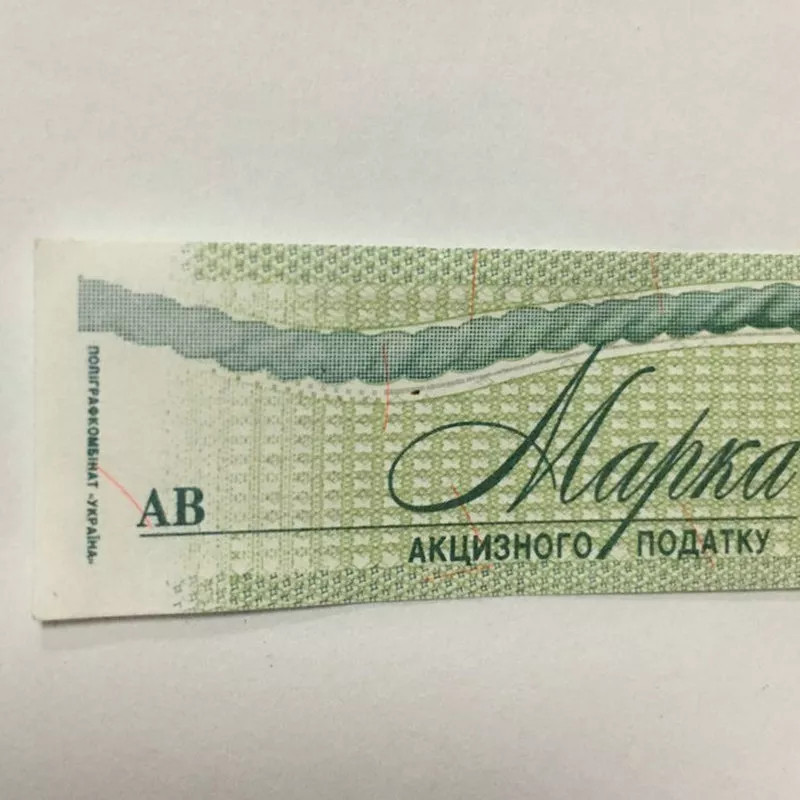 ПОЛІГРАФКОМБІНАТ «УКРАЇНА»
АВ
Марка
АКЦИЗНОГО ПОДАТКУ